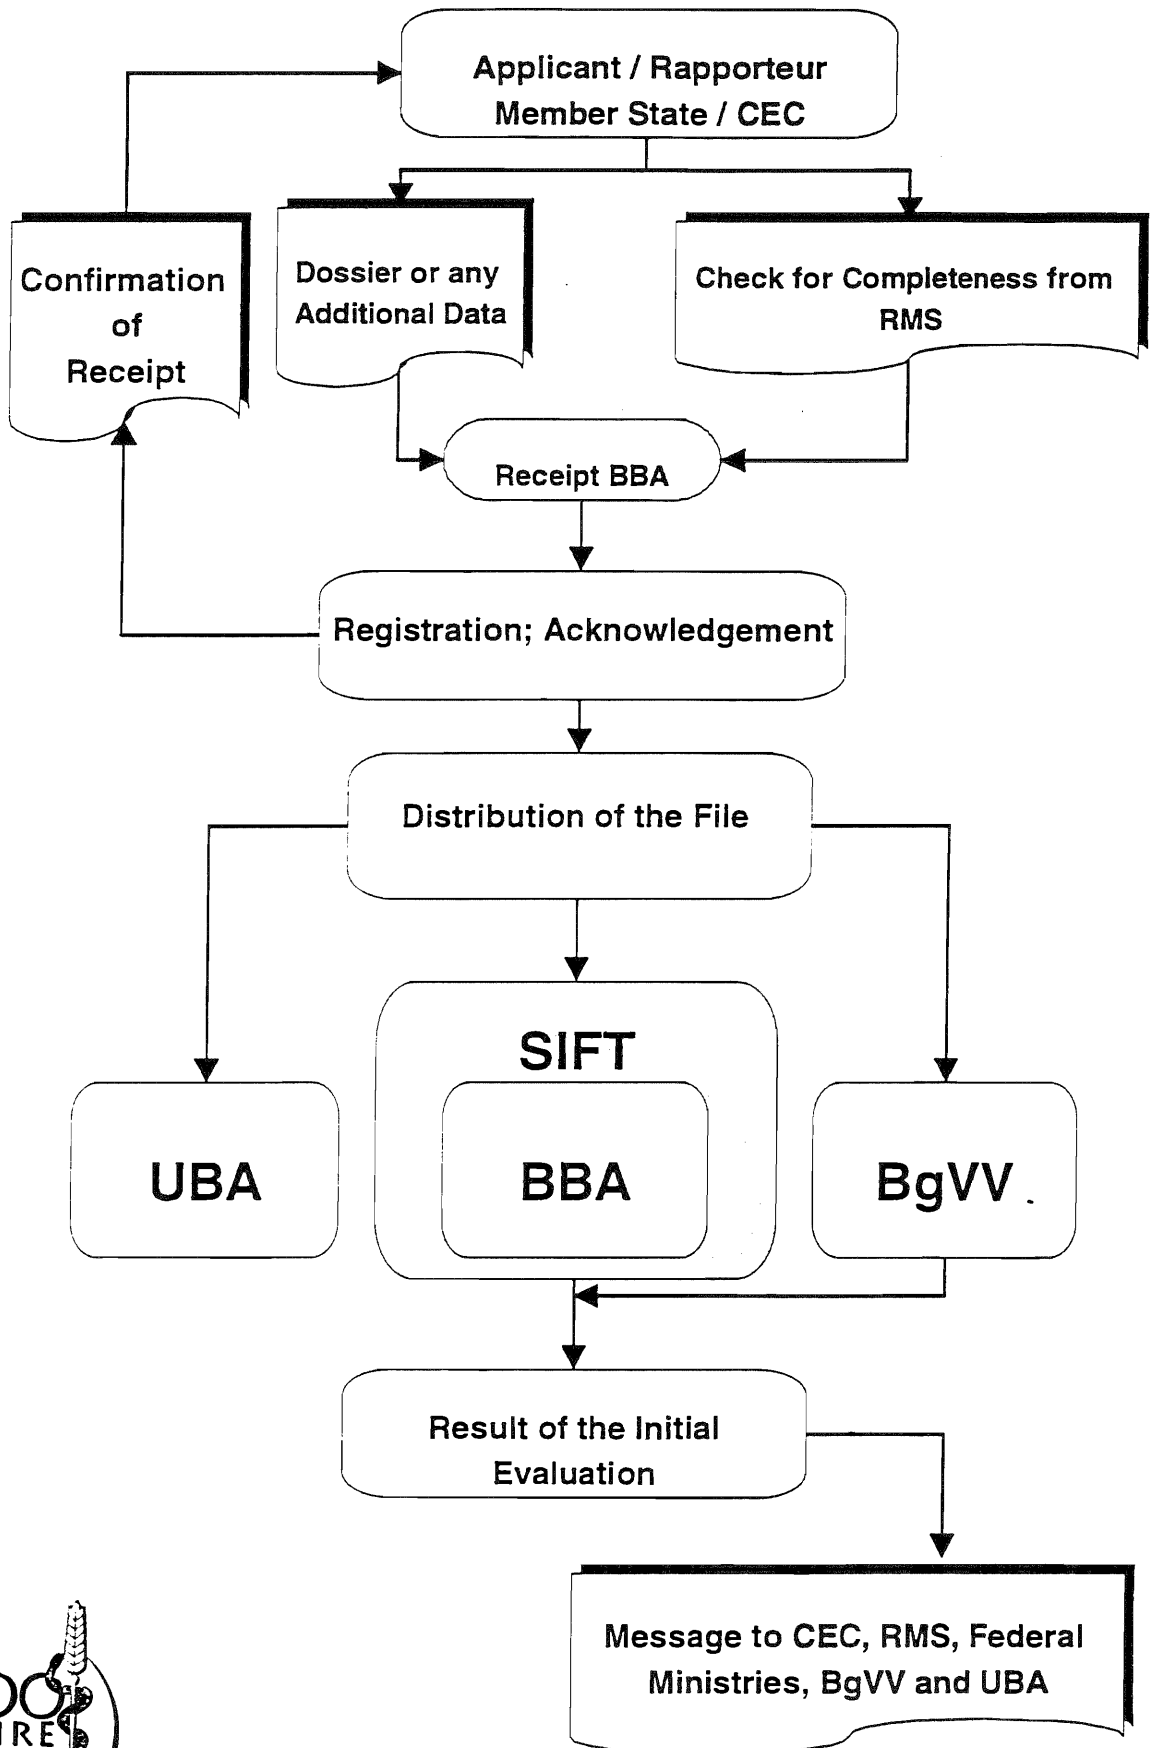 Applicant / Rapporteur
Member State / CEC
Confirmation
of
Receipt
Dossier or any
Additional Data
Check for Completeness from
RMS
Receipt BBA
Registration; Acknowledgement
Distribution of the File
SIFT
UBA
BBA
BgVV
Result of the Initial
Evaluation
Message to CEC, RMS, Federal
Ministries, BgVV and UBA